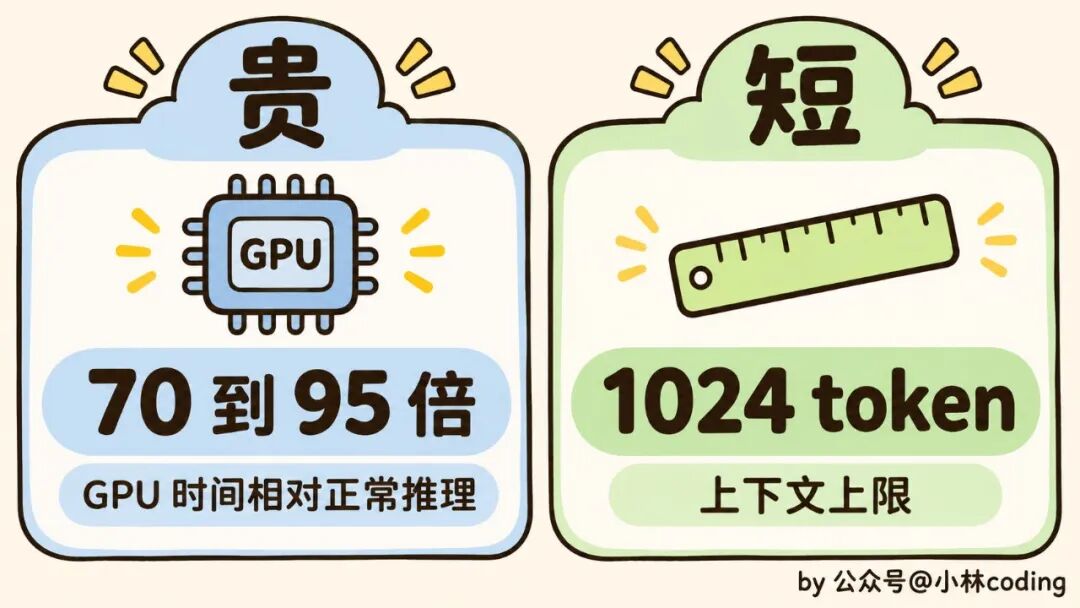 贵
GPU
70 到 95 倍
GPU 时间相对正常推理
短
1024 token
上下文上限
by 公众号@小林coding